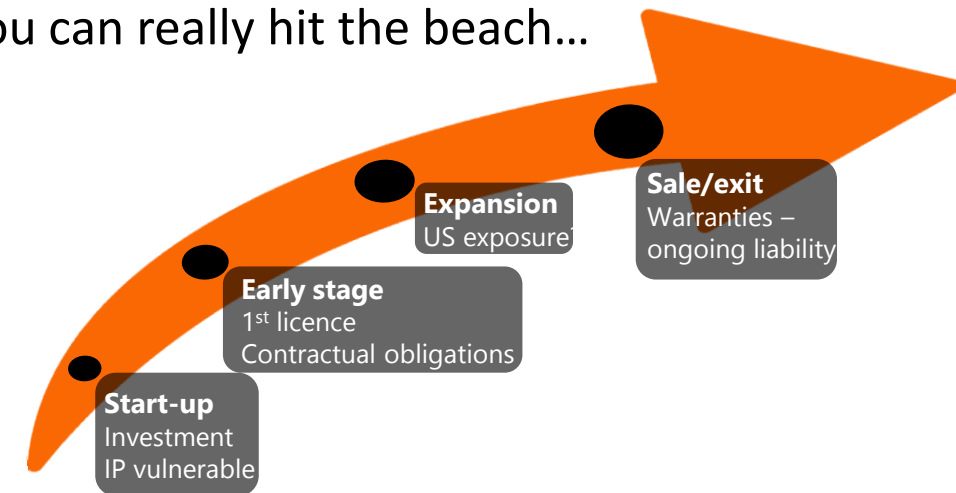 ou can really hit the beach…
Expansion
US exposure?
Sale/exit
Warranties –
ongoing liability
Early stage
1st licence
Contractual obligations
Start-up
Investment
IP vulnerable